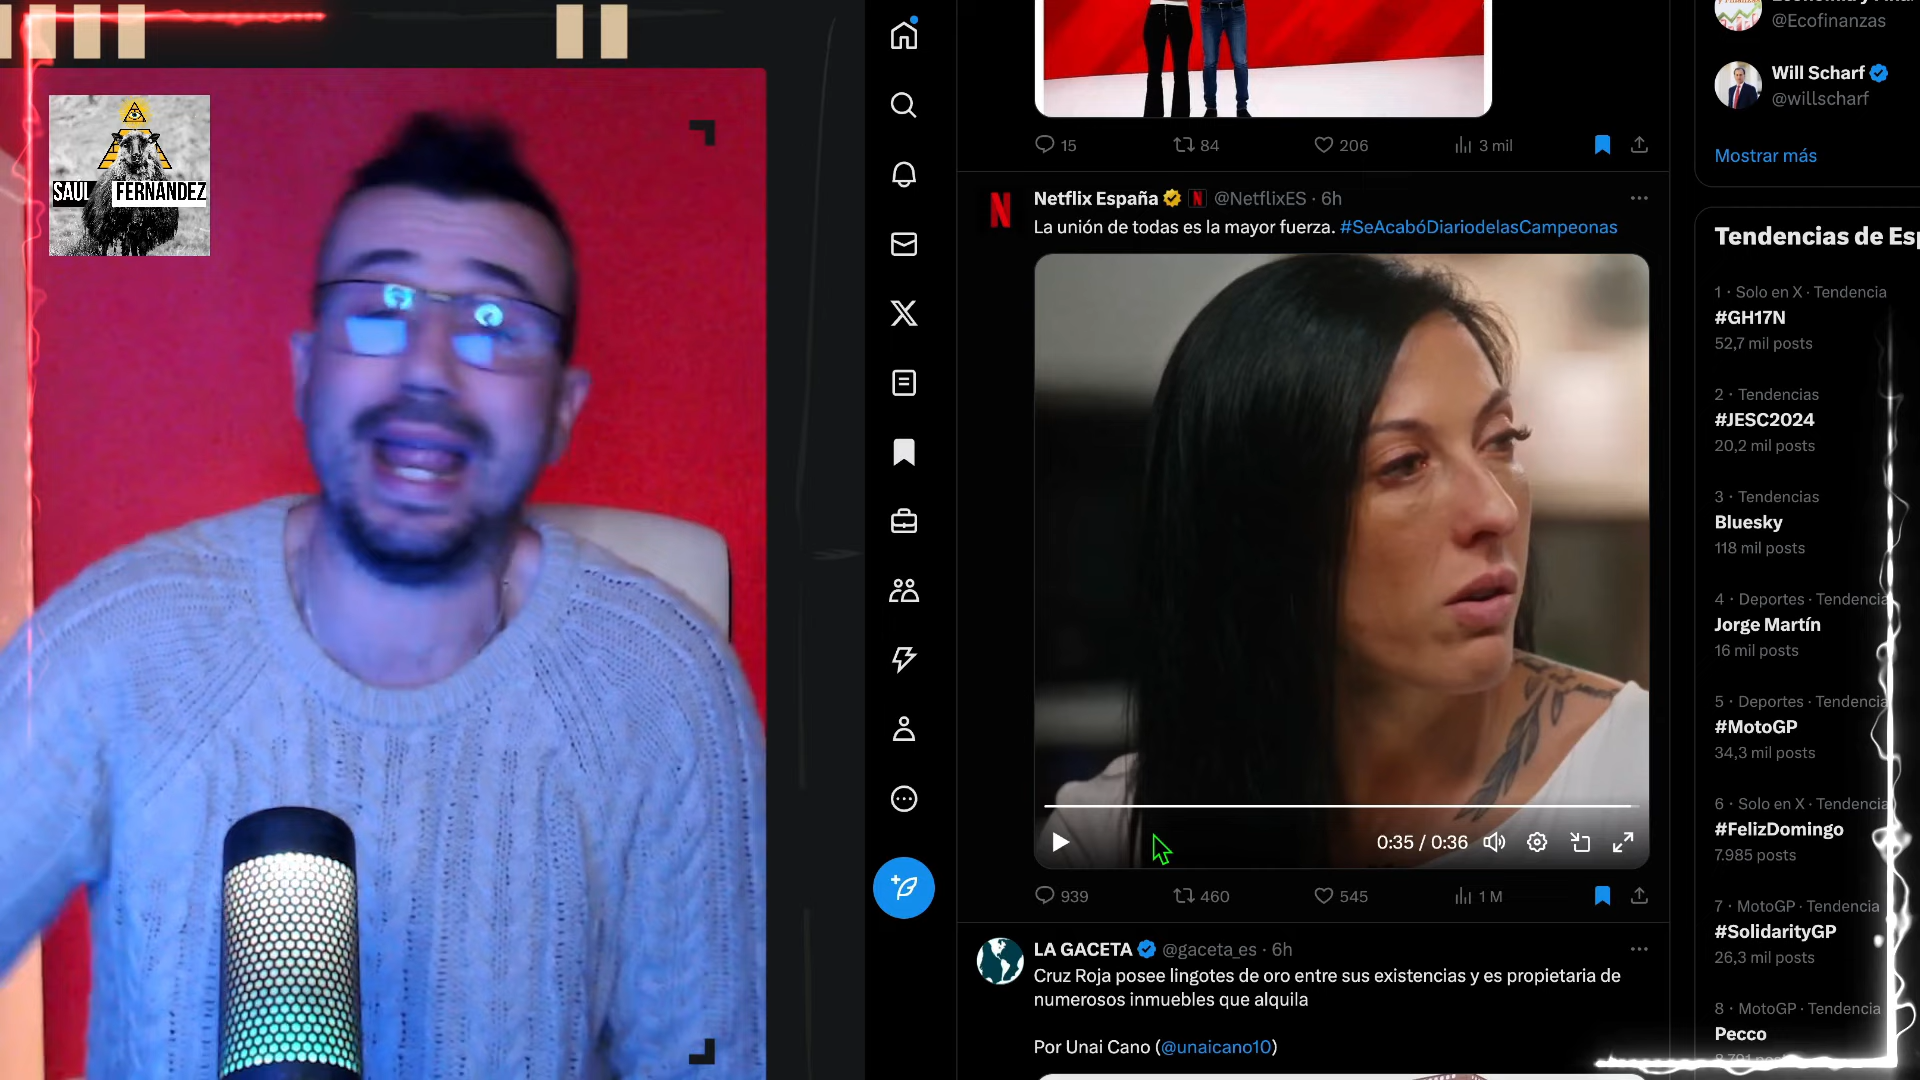 SAUL FERNANDEZ
15
84
206
3 mil
Netflix España @NetflixES · 6h
La unión de todas es la mayor fuerza. #SeAcabóDiariodelasCampeonas
0:35 / 0:36
939
460
545
1 M
LA GACETA @gaceta_es · 6h
Cruz Roja posee lingotes de oro entre sus existencias y es propietaria de
numerosos inmuebles que alquila
Por Unai Cano (@unaicano10)
@Ecofinanzas
Will Scharf
@willscharf
Mostrar más
Tendencias de Esp
1 · Solo en X · Tendencia
#GH17N
52,7 mil posts
2 · Tendencias
#JESC2024
20,2 mil posts
3 · Tendencias
Bluesky
118 mil posts
4 · Deportes · Tendencia
Jorge Martín
16 mil posts
5 · Deportes · Tendencia
#MotoGP
34,3 mil posts
6 · Solo en X · Tendencia
#FelizDomingo
7.985 posts
7 · MotoGP · Tendencia
#SolidarityGP
26,3 mil posts
8 · MotoGP · Tendencia
Pecco